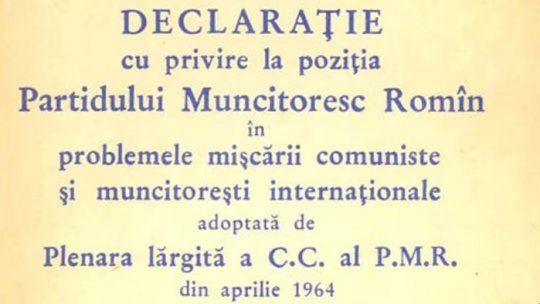 DECLARAŢIE
cu privire la poziţia
Partidului Muncitoresc Romîn
în
problemele mişcării comuniste
şi muncitoreşti internaţionale
adoptată de
Plenara lărgită a C.C. al P.M.R.
din aprilie 1964